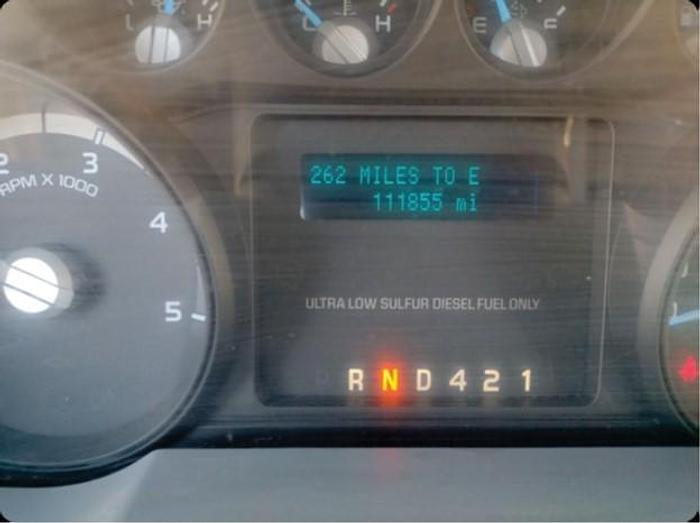 L H
C H
E F
2 3 4 5
RPM X 1000
262 MILES TO E
111855 mi
ULTRA LOW SULFUR DIESEL FUEL ONLY
P R N D 4 2 1